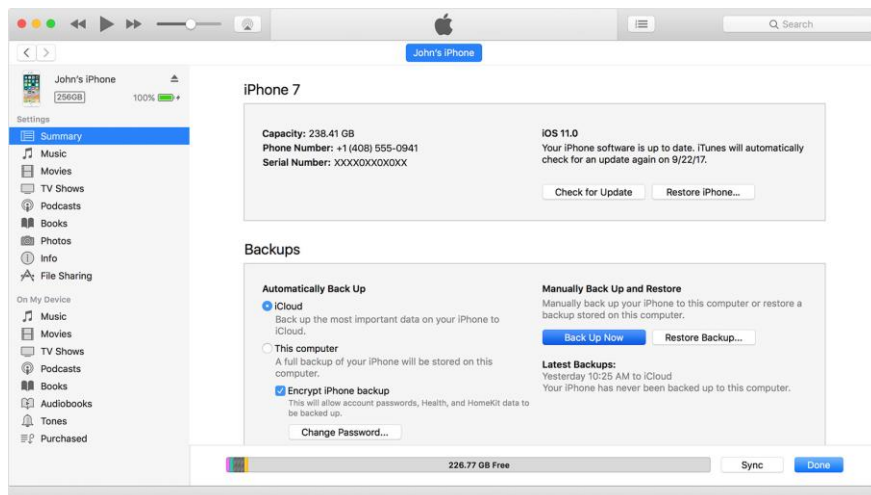 Search
John's iPhone
John's iPhone
256GB
100%
Settings
Summary
Music
Movies
TV Shows
Podcasts
Books
Photos
Info
File Sharing
On My Device
Music
Movies
TV Shows
Podcasts
Books
Audiobooks
Tones
Purchased
iPhone 7
Capacity: 238.41 GB
Phone Number: +1 (408) 555-0941
Serial Number: XXXX0XX0X0XX
iOS 11.0
Your iPhone software is up to date. iTunes will automatically
check for an update again on 9/22/17.
Check for Update
Restore iPhone...
Backups
Automatically Back Up
iCloud
Back up the most important data on your iPhone to
iCloud.
This computer
A full backup of your iPhone will be stored on this
computer.
Encrypt iPhone backup
This will allow account passwords, Health, and HomeKit data to
be backed up.
Change Password...
Manually Back Up and Restore
Manually back up your iPhone to this computer or restore a
backup stored on this computer.
Back Up Now
Restore Backup...
Latest Backups:
Yesterday 10:25 AM to iCloud
Your iPhone has never been backed up to this computer.
226.77 GB Free
Sync
Done